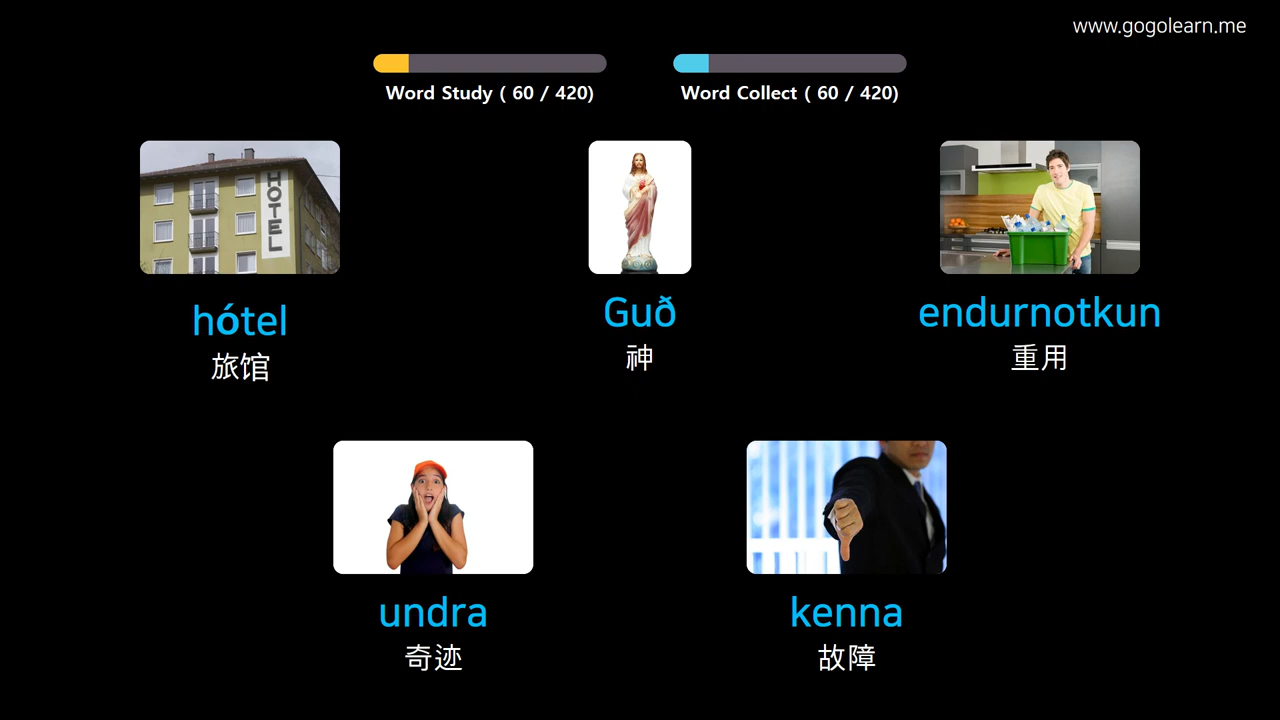 www.gogolearn.me
Word Study ( 60 / 420)
Word Collect ( 60 / 420)
HOTEL
hótel
旅馆
Guð
神
endurnotkun
重用
undra
奇迹
kenna
故障